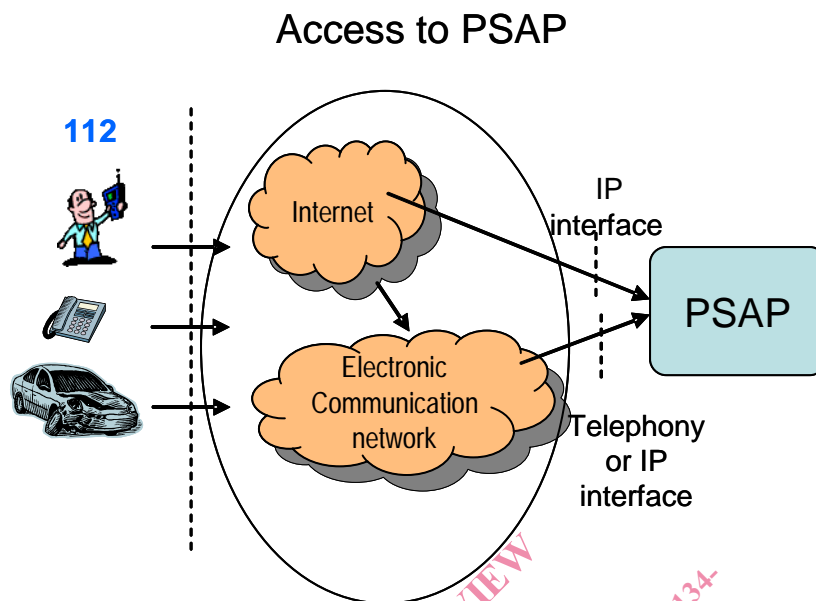 Access to PSAP
112
Internet
IP
interface
PSAP
Electronic
Communication
network
Telephony
or IP
interface